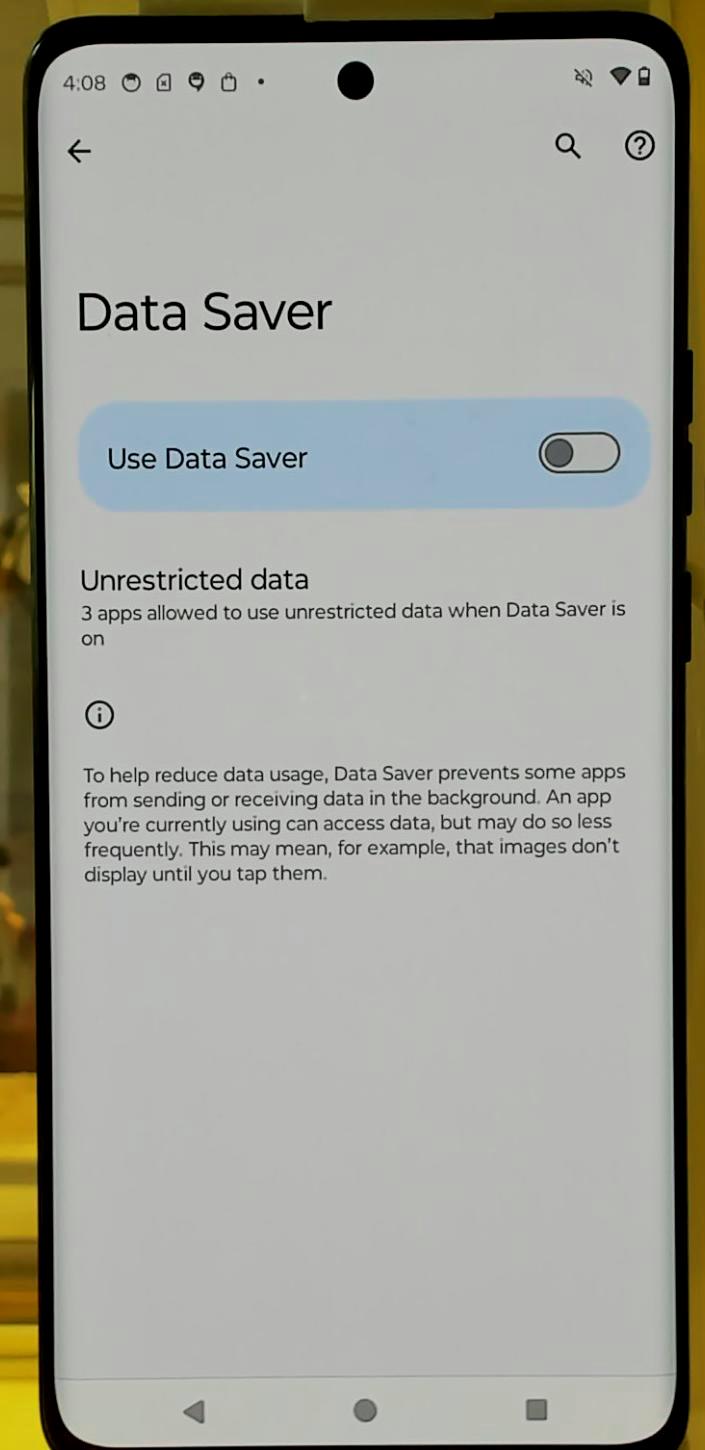 4:08
Data Saver
Use Data Saver
Unrestricted data
3 apps allowed to use unrestricted data when Data Saver is
on
To help reduce data usage, Data Saver prevents some apps
from sending or receiving data in the background. An app
you're currently using can access data, but may do so less
frequently. This may mean, for example, that images don't
display until you tap them.